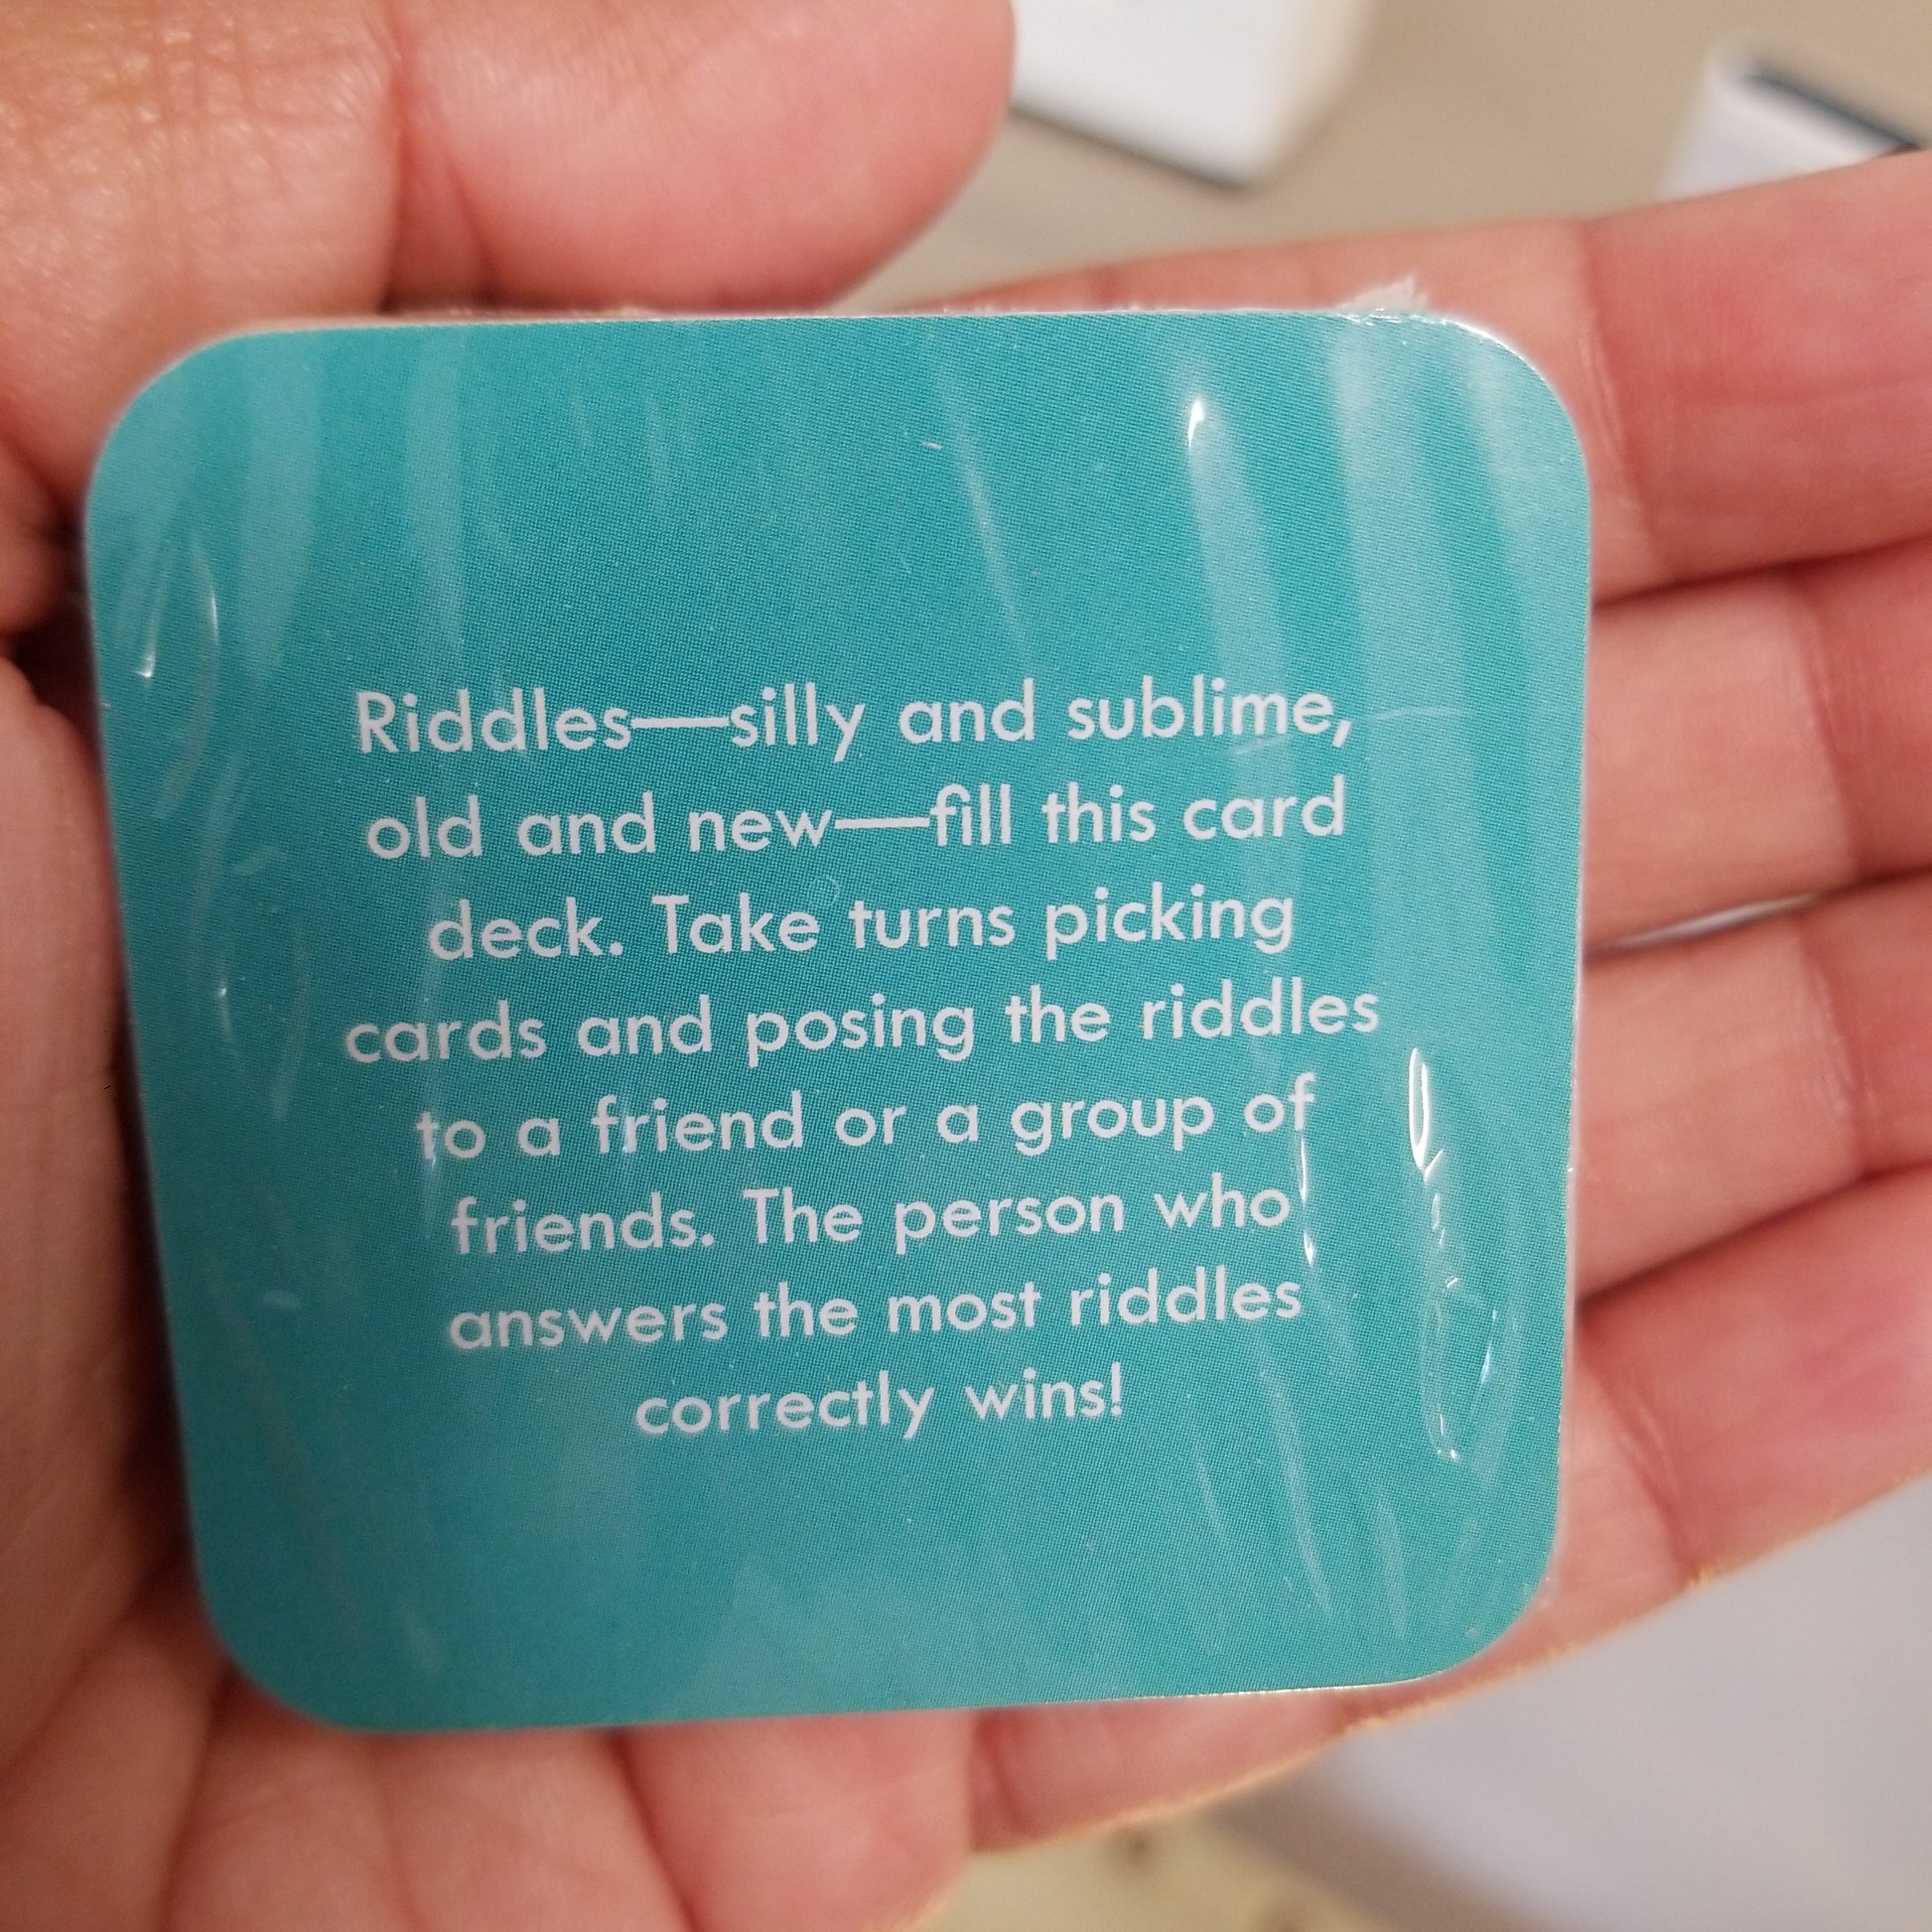 Riddles—silly and sublime,
old and new—fill this card
deck. Take turns picking
cards and posing the riddles
to a friend or a group of
friends. The person who
answers the most riddles
correctly wins!